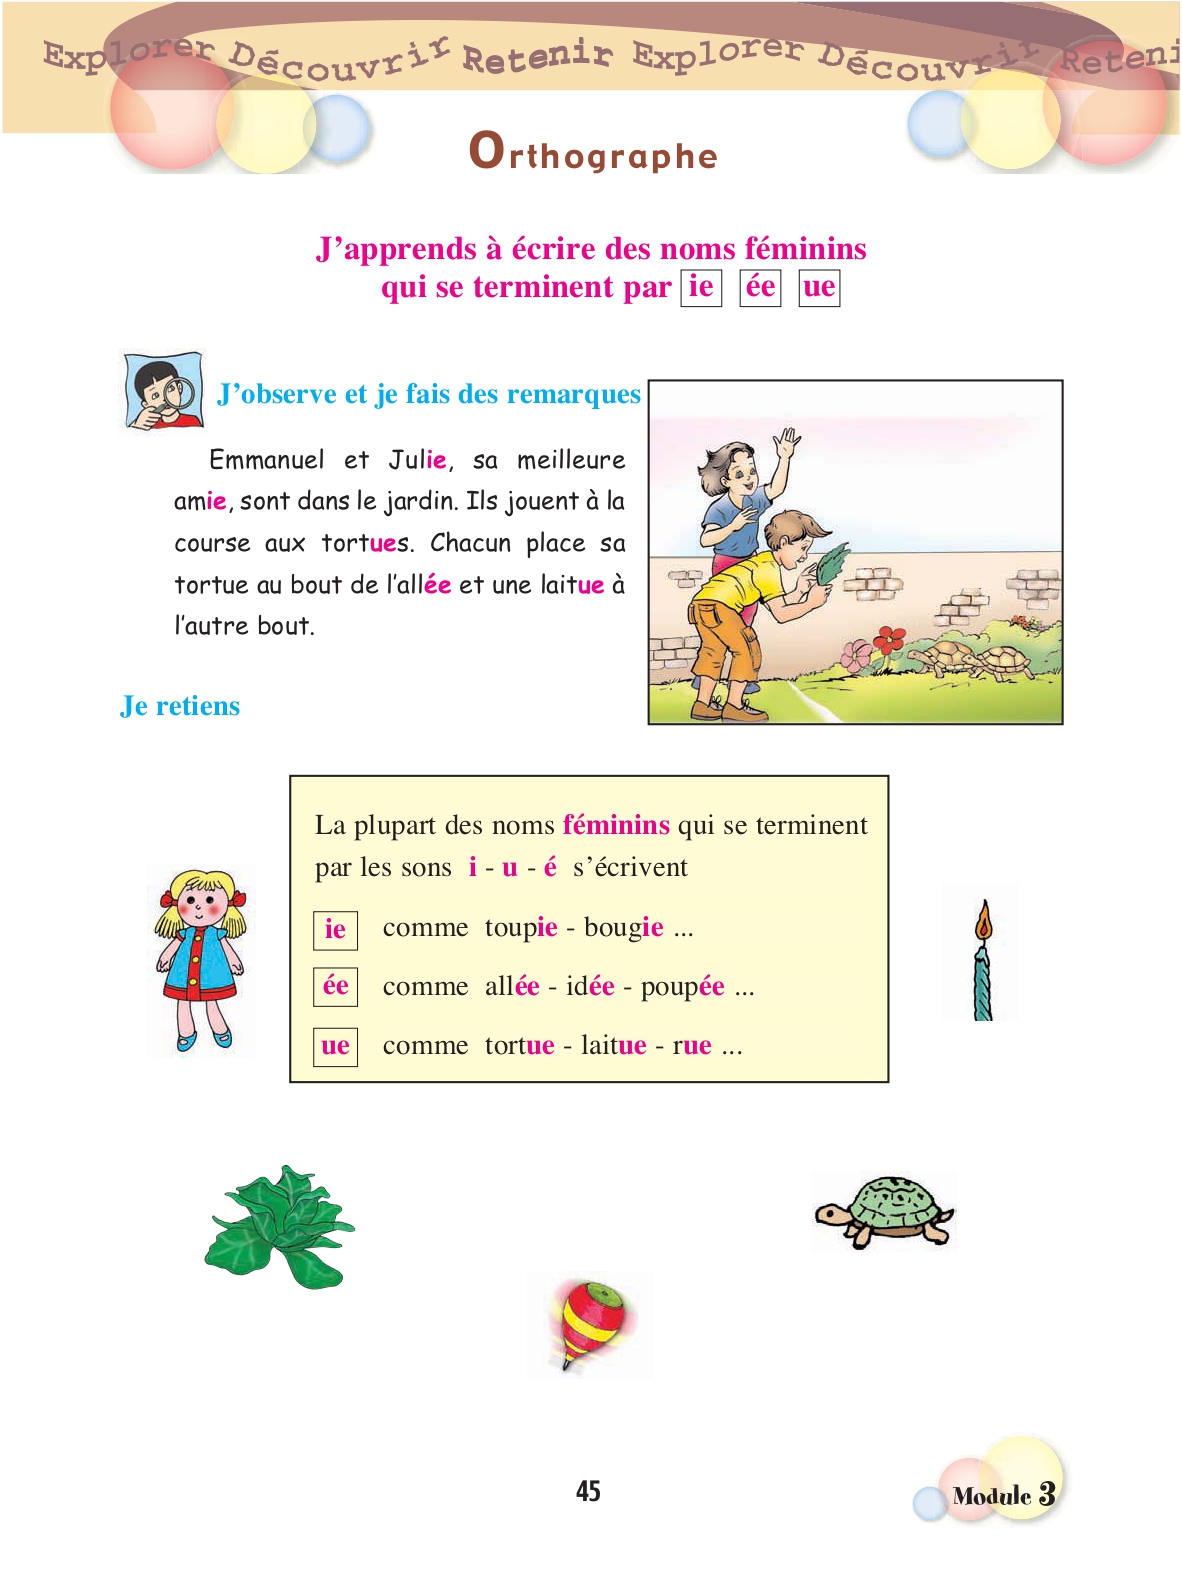 Explorer Découvrir Retenir Explorer Découvrir Reteni
Orthographe
J’apprends à écrire des noms féminins
qui se terminent par ie ée ue
J’observe et je fais des remarques
Emmanuel et Julie, sa meilleure
amie, sont dans le jardin. Ils jouent à la
course aux tortues. Chacun place sa
tortue au bout de l’allée et une laitue à
l’autre bout.
Je retiens
La plupart des noms féminins qui se terminent
par les sons i - u - é s’écrivent
ie comme toupie - bougie ...
ée comme allée - idée - poupée ...
ue comme tortue - laitue - rue ...
45
Module 3